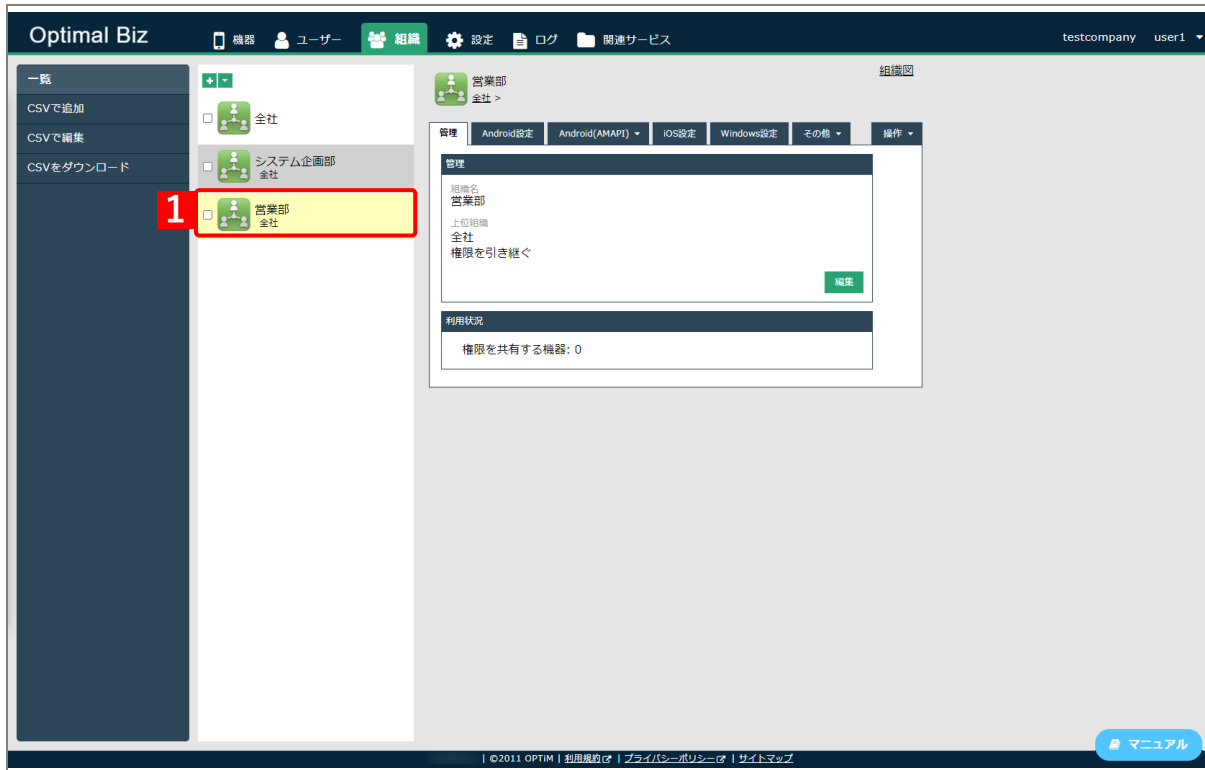 Optimal Biz 機器 ユーザー 組織 設定 ログ 関連サービス testcompany user1
一覧
CSVで追加
CSVで編集
CSVをダウンロード
全社
システム企画部
全社
1
営業部
全社
営業部
全社 >
組織図
管理 Android設定 Android(AMAPI) iOS設定 Windows設定 その他 操作
管理
組織名
営業部
上位組織
全社
権限を引き継ぐ
編集
利用状況
権限を共有する機器: 0
マニュアル
| ©2011 OPTiM | 利用規約 | プライバシーポリシー | サイトマップ